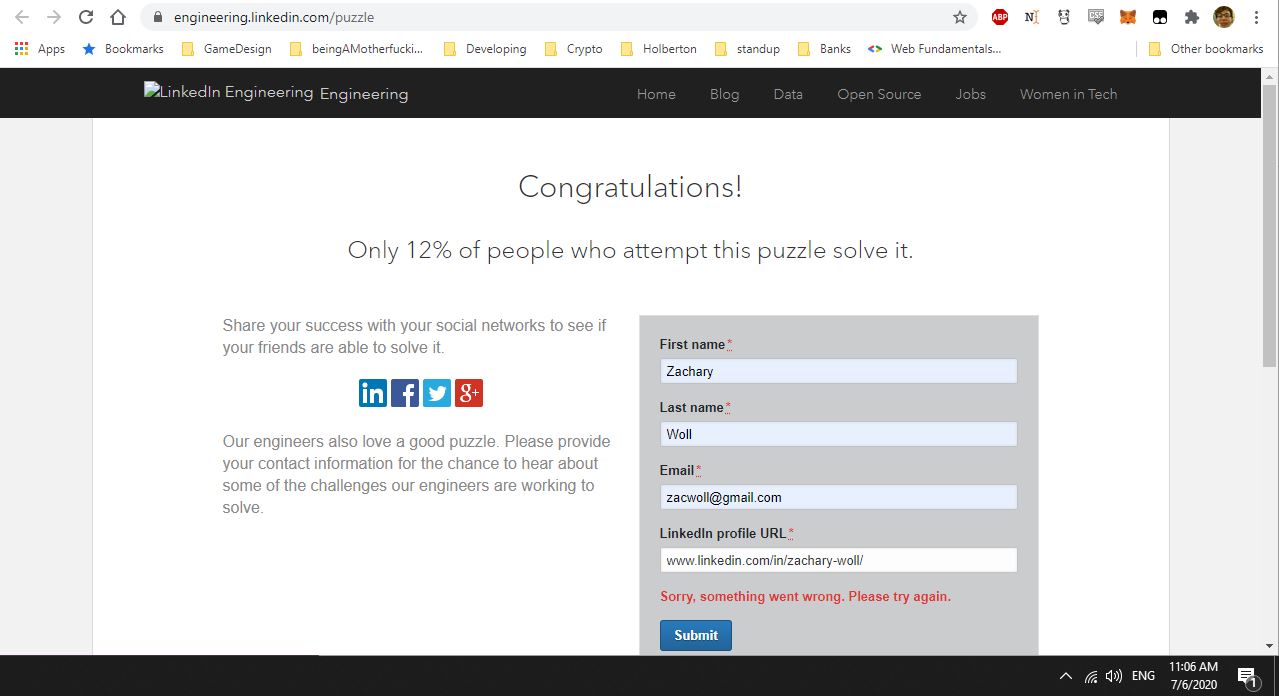 engineering.linkedin.com/puzzle
ABP
Apps Bookmarks GameDesign beingAMotherfucki... Developing Crypto Holberton standup Banks Web Fundamentals... Other bookmarks
LinkedIn Engineering Engineering Home Blog Data Open Source Jobs Women in Tech
Congratulations!
Only 12% of people who attempt this puzzle solve it.
Share your success with your social networks to see if
your friends are able to solve it.
in f g+
Our engineers also love a good puzzle. Please provide
your contact information for the chance to hear about
some of the challenges our engineers are working to
solve.
First name*
Zachary
Last name*
Woll
Email*
zacwoll@gmail.com
LinkedIn profile URL*
www.linkedin.com/in/zachary-woll/
Sorry, something went wrong. Please try again.
Submit
ENG
11:06 AM
7/6/2020
1